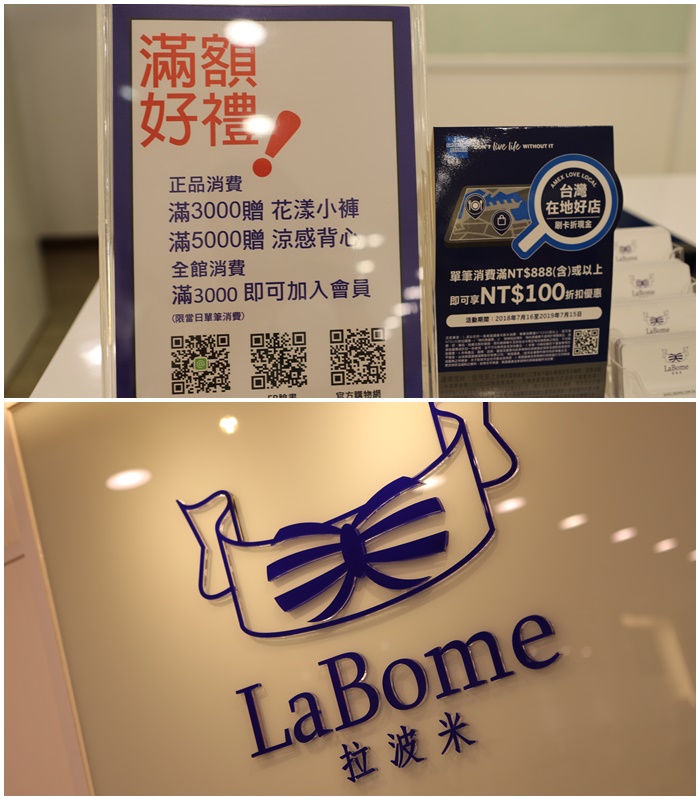 滿額
好禮!
正品消費
滿3000贈 花漾小褲
滿5000贈 涼感背心
全館消費
滿3000 即可加入會員
(限當日單筆消費)
官方購物網
DON'T live life WITHOUT IT
AMEX LOVE LOCAL
台灣
在地好店
刷卡折現金
單筆消費滿NT$888(含)或以上
即可享NT$100折扣優惠
活動期間：2018年7月16至2019年7月15日
LaBome
LaBome
LaBome
LaBome
LaBome
拉波米